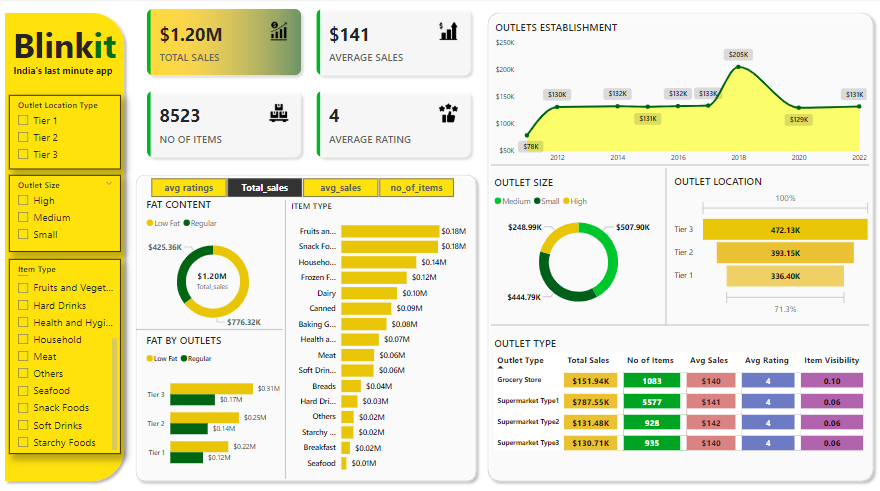 Blinkit
India's last minute app
Outlet Location Type
Tier 1
Tier 2
Tier 3
Outlet Size
High
Medium
Small
Item Type
Fruits and Veget...
Hard Drinks
Health and Hygi...
Household
Meat
Others
Seafood
Snack Foods
Soft Drinks
Starchy Foods
$1.20M
TOTAL SALES
$141
AVERAGE SALES
8523
NO OF ITEMS
4
AVERAGE RATING
avg ratings Total_sales avg_sales no_of_items
FAT CONTENT
Low Fat Regular
$425.36K
$1.20M
Total_sales
$776.32K
FAT BY OUTLETS
Low Fat Regular
Tier 3 $0.31M
$0.17M
Tier 2 $0.25M
$0.14M
Tier 1 $0.22M
$0.12M
ITEM TYPE
Fruits an... $0.18M
Snack Fo... $0.18M
Househo... $0.14M
Frozen F... $0.12M
Dairy $0.10M
Canned $0.09M
Baking G... $0.08M
Health a... $0.07M
Meat $0.06M
Soft Drin... $0.06M
Breads $0.04M
Hard Dri... $0.03M
Others $0.02M
Starchy ... $0.02M
Breakfast $0.02M
Seafood $0.01M
OUTLETS ESTABLISHMENT
$250K
$200K
$150K
$100K
$50K
$78K $130K $132K $131K $132K $133K $205K $129K $131K
2012 2014 2016 2018 2020 2022
OUTLET SIZE
Medium Small High
$248.99K $507.90K
$444.79K
OUTLET LOCATION
100%
Tier 3 472.13K
Tier 2 393.15K
Tier 1 336.40K
71.3%
OUTLET TYPE
Outlet Type Total Sales No of Items Avg Sales Avg Rating Item Visibility
Grocery Store $151.94K 1083 $140 4 0.10
Supermarket Type1 $787.55K 5577 $141 4 0.06
Supermarket Type2 $131.48K 928 $142 4 0.06
Supermarket Type3 $130.71K 935 $140 4 0.06